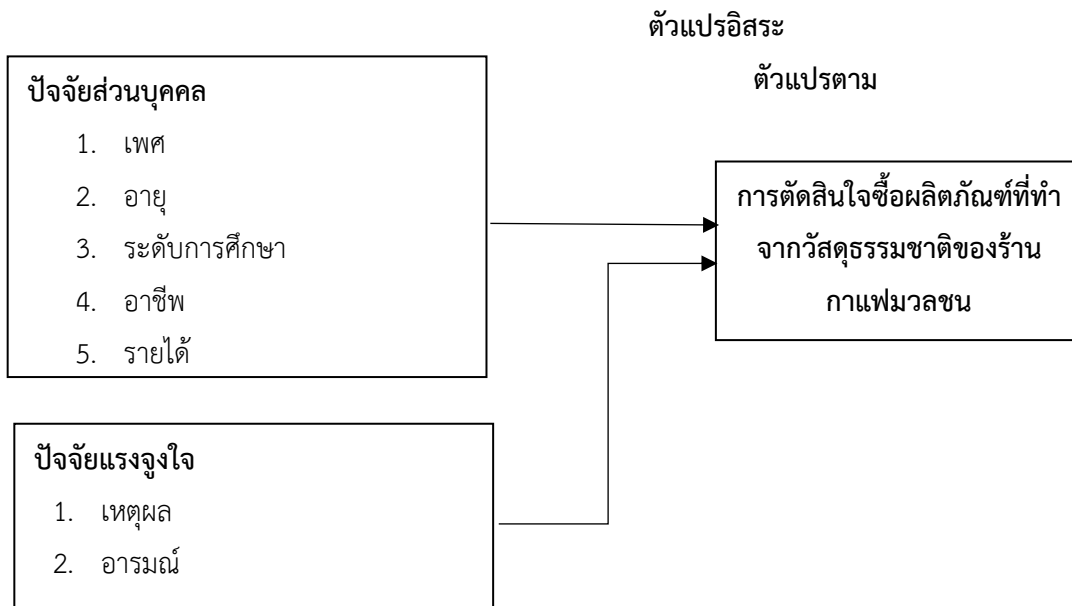 ตัวแปรอิสระ
ตัวแปรตาม
ปัจจัยส่วนบุคคล
1. เพศ
2. อายุ
3. ระดับการศึกษา
4. อาชีพ
5. รายได้
การตัดสินใจซื้อผลิตภัณฑ์ที่ทำ
จากวัสดุธรรมชาติของร้าน
กาแฟมวลชน
ปัจจัยแรงจูงใจ
1. เหตุผล
2. อารมณ์